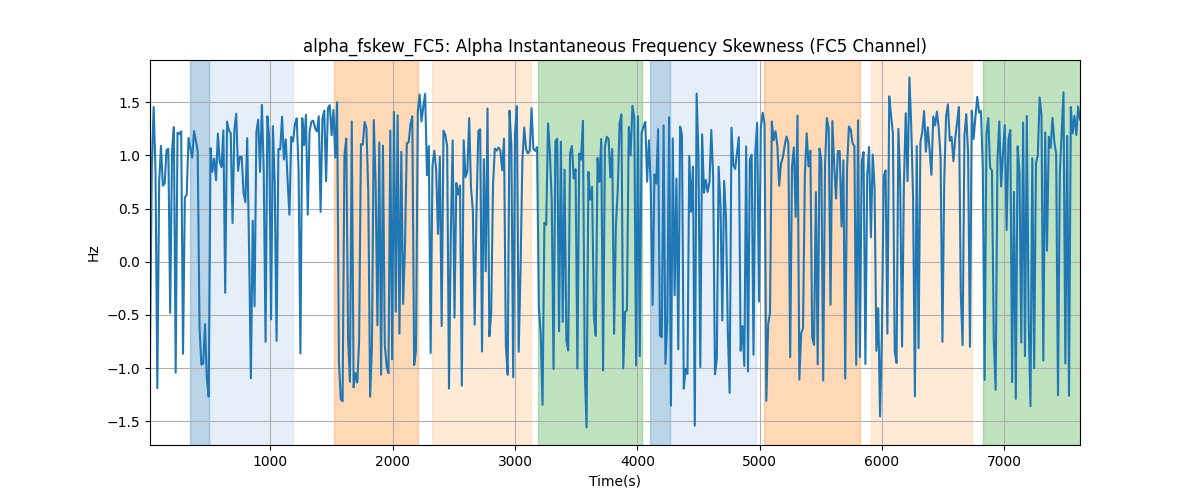 alpha_fskew_FC5: Alpha Instantaneous Frequency Skewness (FC5 Channel)
1.5
1.0
0.5
0.0
−0.5
−1.0
−1.5
Hz
1000 2000 3000 4000 5000 6000 7000
Time(s)